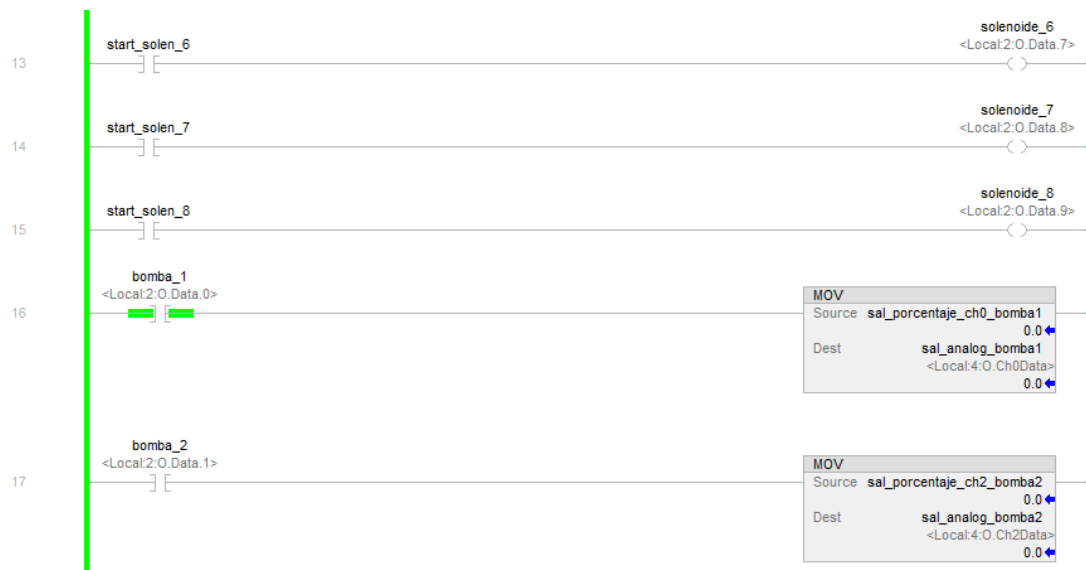 start_solen_6
solenoide_6
<Local:2:O.Data.7>
13
start_solen_7
solenoide_7
<Local:2:O.Data.8>
14
start_solen_8
solenoide_8
<Local:2:O.Data.9>
15
bomba_1
<Local:2:O.Data.0>
16
MOV
Source sal_porcentaje_ch0_bomba1
0.0
Dest sal_analog_bomba1
<Local:4:O.Ch0Data>
0.0
bomba_2
<Local:2:O.Data.1>
17
MOV
Source sal_porcentaje_ch2_bomba2
0.0
Dest sal_analog_bomba2
<Local:4:O.Ch2Data>
0.0